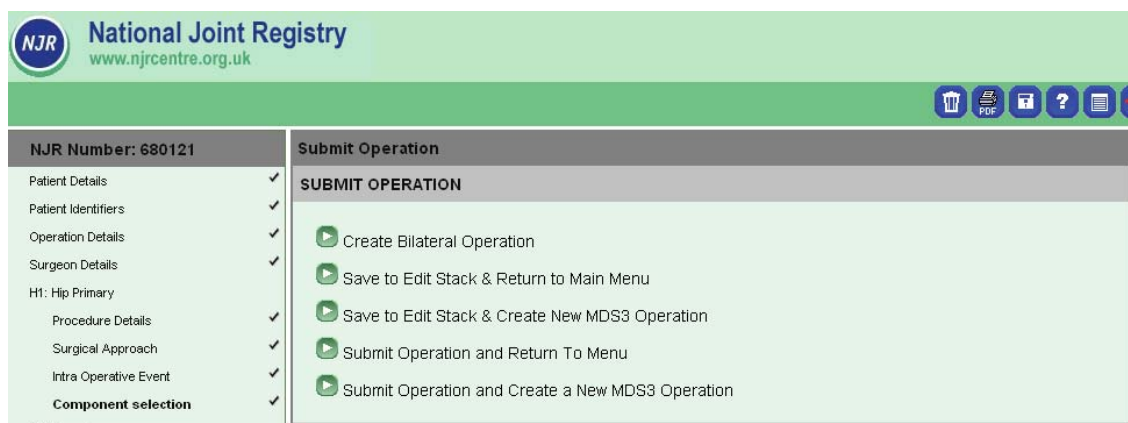 NJR
National Joint Registry
www.njrcentre.org.uk
PDF
?
NJR Number: 680121
Patient Details
Patient Identifiers
Operation Details
Surgeon Details
H1: Hip Primary
Procedure Details
Surgical Approach
Intra Operative Event
Component selection
Submit Operation
SUBMIT OPERATION
Create Bilateral Operation
Save to Edit Stack & Return to Main Menu
Save to Edit Stack & Create New MDS3 Operation
Submit Operation and Return To Menu
Submit Operation and Create a New MDS3 Operation